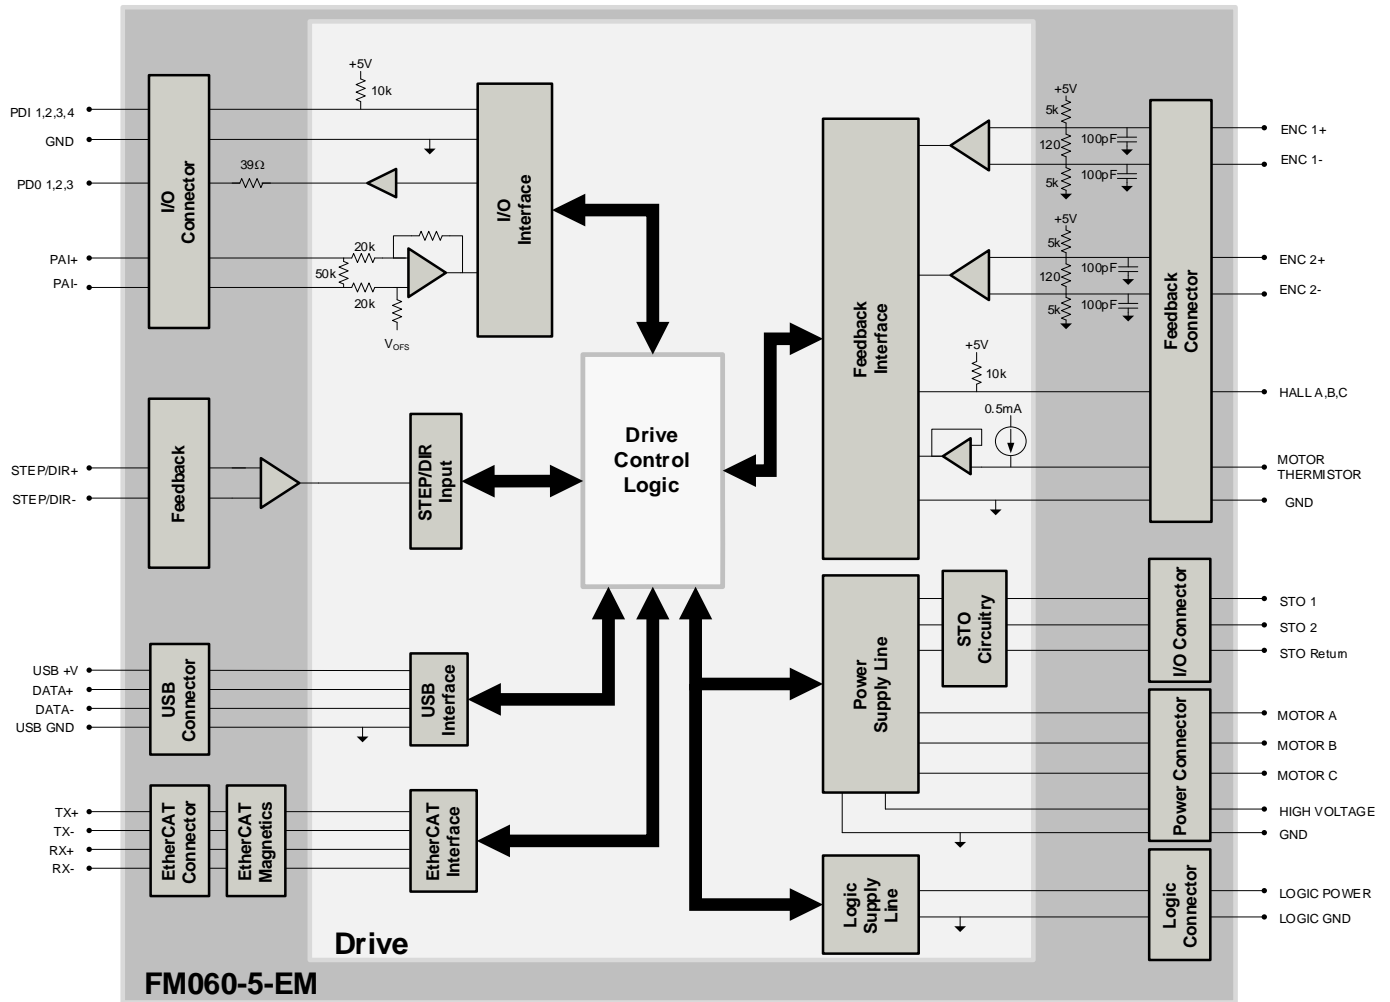 PDI 1,2,3,4
GND
PD0 1,2,3
PAI+
PAI-
I/O
Connector
+5V
10k
39Ω
20k
50k
20k
V_OFS
I/O
Interface
STEP/DIR+
STEP/DIR-
Feedback
STEP/DIR
Input
Drive
Control
Logic
USB +V
DATA+
DATA-
USB GND
USB
Connector
USB
Interface
TX+
TX-
RX+
RX-
EtherCAT
Connector
EtherCAT
Magnetics
EtherCAT
Interface
Feedback
Interface
+5V
5k
120
5k
100pF
100pF
+5V
5k
120
5k
100pF
100pF
+5V
10k
0.5mA
Feedback
Connector
ENC 1+
ENC 1-
ENC 2+
ENC 2-
HALL A,B,C
MOTOR
THERMISTOR
GND
Power
Supply Line
STO
Circuitry
I/O Connector
STO 1
STO 2
STO Return
Power Connector
MOTOR A
MOTOR B
MOTOR C
HIGH VOLTAGE
GND
Logic
Supply
Line
Logic
Connector
LOGIC POWER
LOGIC GND
Drive
FM060-5-EM